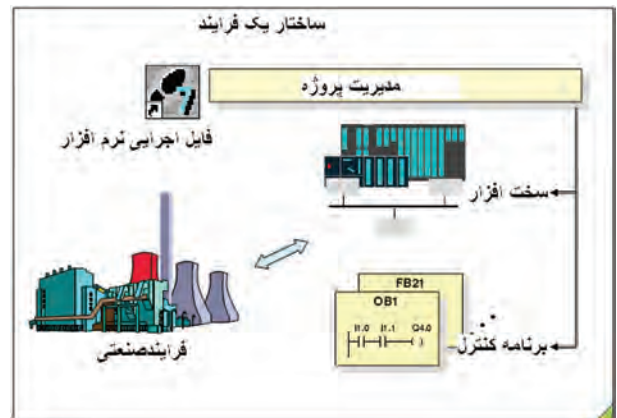 ساختار یک فرایند
مدیریت پروژه
فایل اجرایی نرم افزار
سخت افزار
FB21
OB1
I1.0 I1.1 Q4.0
برنامه کنترل
فرایندصنعتی